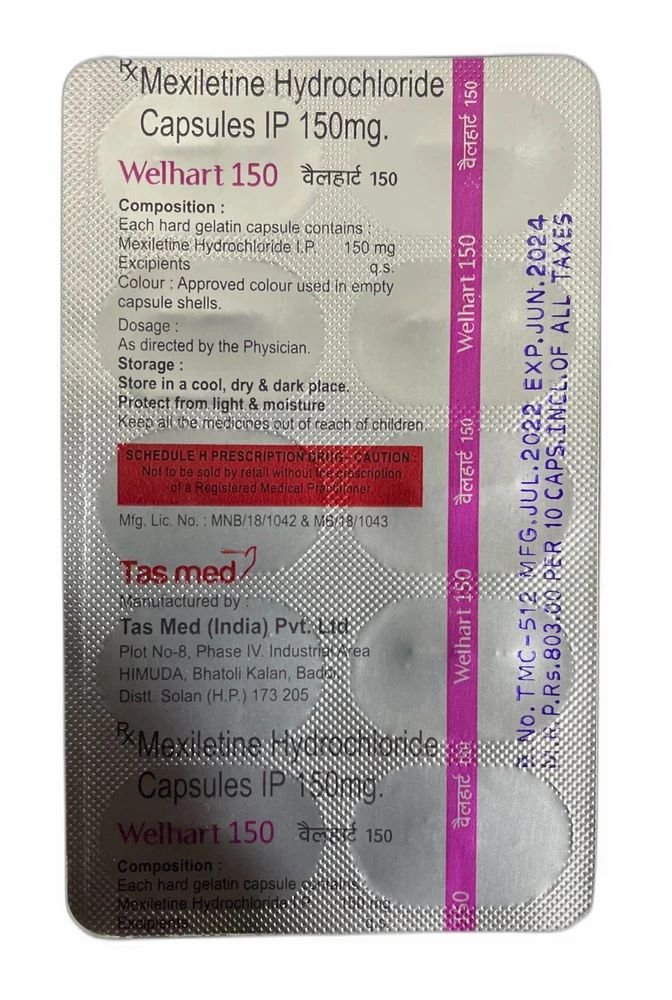 Rx Mexiletine Hydrochloride
Capsules IP 150mg.
Welhart 150 वैलहार्ट 150
Composition :
Each hard gelatin capsule contains :
Mexiletine Hydrochloride I.P. 150 mg
Excipients q.s.
Colour : Approved colour used in empty
capsule shells.
Dosage :
As directed by the Physician.
Storage :
Store in a cool, dry & dark place.
Protect from light & moisture
Keep all the medicines out of reach of children.
SCHEDULE H PRESCRIPTION DRUG - CAUTION :
Not to be sold by retail without the prescription
of a Registered Medical Practitioner
Mfg. Lic. No. : MNB/18/1042 & MB/18/1043
Tas med
Manufactured by :
Tas Med (India) Pvt. Ltd
Plot No-8, Phase IV. Industrial Area
HIMUDA, Bhatoli Kalan, Baddi,
Distt. Solan (H.P.) 173 205
Rx Mexiletine Hydrochloride
Capsules IP 150mg.
Welhart 150 वैलहार्ट 150
Composition :
Each hard gelatin capsule contains :
Mexiletine Hydrochloride I.P. 150 mg
Excipients q.s.
150
वैलहार्ट 150
Welhart 150
वैलहार्ट 150
Welhart 150
वैलहार्ट 150
B. No. TMC-512 MFG.JUL.2022 EXP.JUN.2024
M.R.P.Rs.803.00 PER 10 CAPS.INCL.OF ALL TAXES